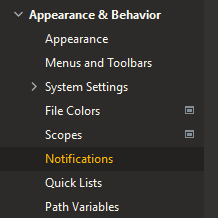 Appearance & Behavior
Appearance
Menus and Toolbars
System Settings
File Colors
Scopes
Notifications
Quick Lists
Path Variables